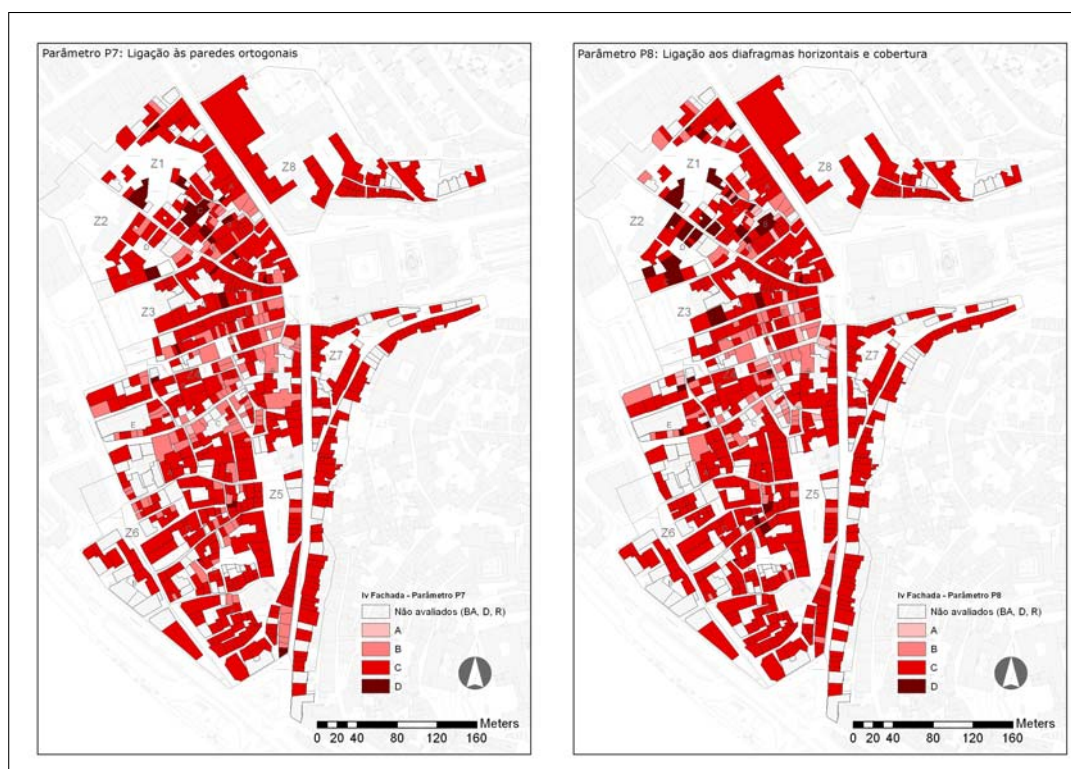 Parâmetro P7: Ligação às paredes ortogonais
Z1
Z8
Z2
D
Z3
Z7
E
C
Z5
Z6
Iv Fachada - Parâmetro P7
Não avaliados (BA, D, R)
A
B
C
D
Meters
0 20 40 80 120 160
Parâmetro P8: Ligação aos diafragmas horizontais e cobertura
Z1
Z8
Z2
D
Z3
Z7
E
C
Z5
Z6
Iv Fachada - Parâmetro P8
Não avaliados (BA, D, R)
A
B
C
D
Meters
0 20 40 80 120 160